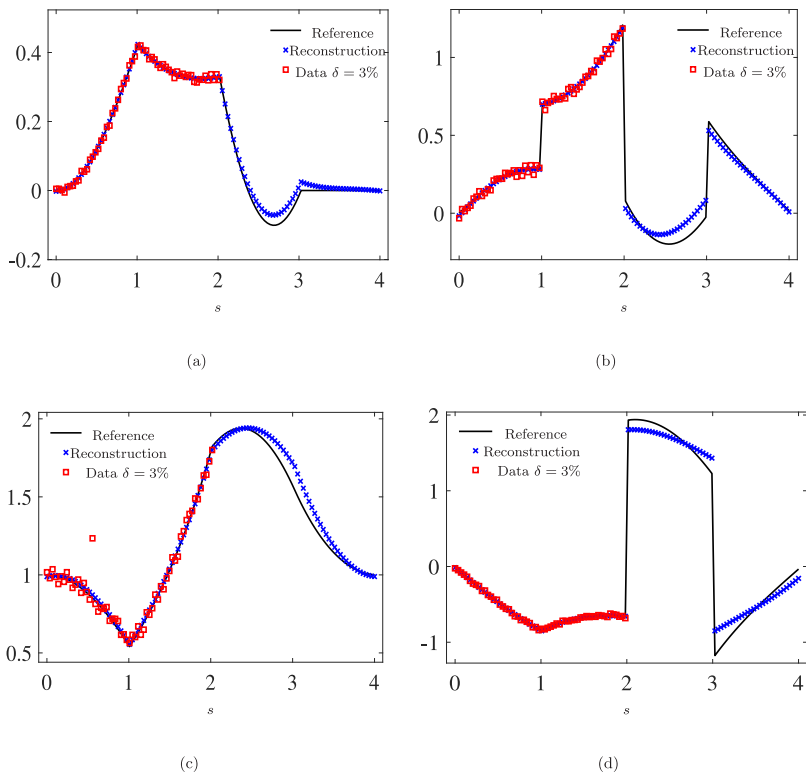 0.4
0.2
0
-0.2
0
1
2
3
4
s
Reference
Reconstruction
Data δ = 3%
(a)
1
0.5
0
0
1
2
3
4
s
Reference
Reconstruction
Data δ = 3%
(b)
2
1.5
1
0.5
0
1
2
3
4
s
Reference
Reconstruction
Data δ = 3%
(c)
2
1
0
-1
0
1
2
3
4
s
Reference
Reconstruction
Data δ = 3%
(d)